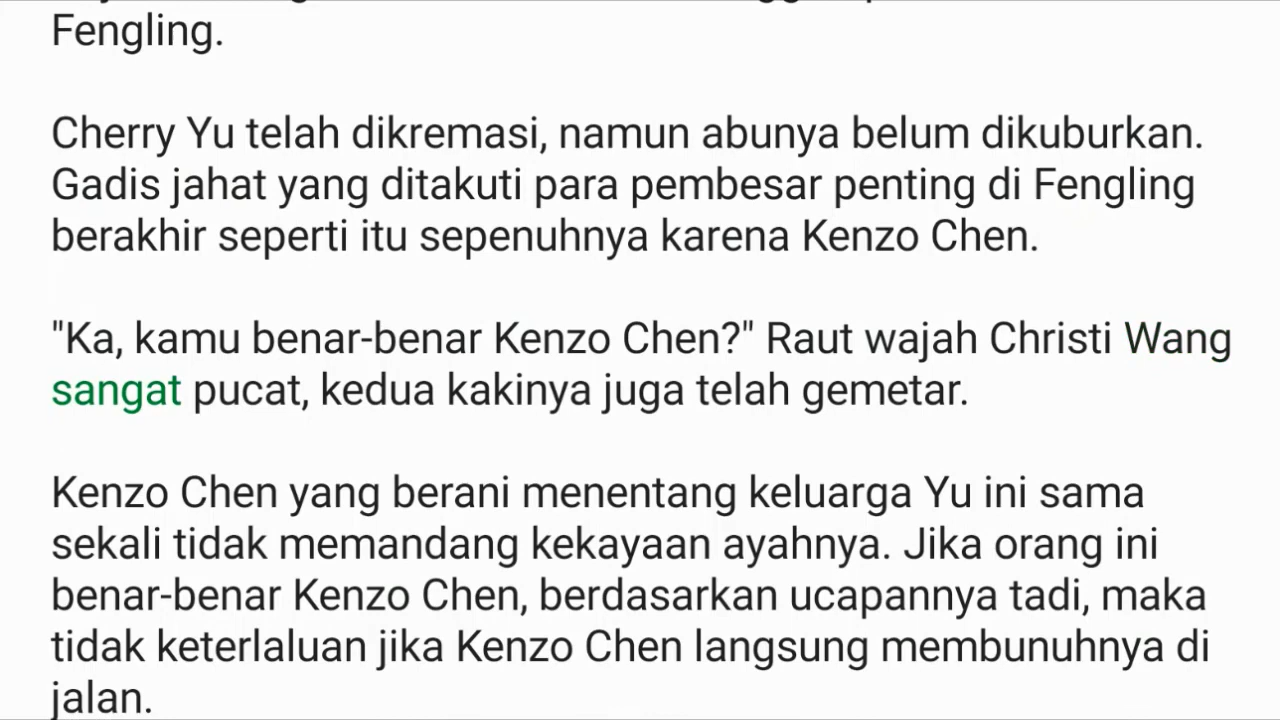 Fengling.
Cherry Yu telah dikremasi, namun abunya belum dikuburkan.
Gadis jahat yang ditakuti para pembesar penting di Fengling
berakhir seperti itu sepenuhnya karena Kenzo Chen.
"Ka, kamu benar-benar Kenzo Chen?" Raut wajah Christi Wang
sangat pucat, kedua kakinya juga telah gemetar.
Kenzo Chen yang berani menentang keluarga Yu ini sama
sekali tidak memandang kekayaan ayahnya. Jika orang ini
benar-benar Kenzo Chen, berdasarkan ucapannya tadi, maka
tidak keterlaluan jika Kenzo Chen langsung membunuhnya di
jalan.